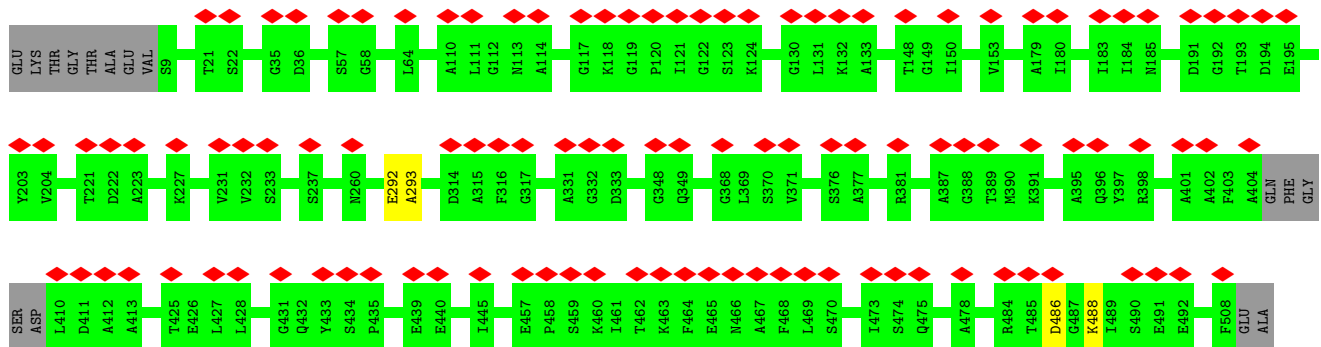 GLU LYS THR GLY THR ALA GLU VAL S9 T21 S22 G35 D36 S57 G58 L64 A110 L111 G112 N113 A114 G117 K118 G119 P120 I121 G122 S123 K124 G130 L131 K132 A133 T148 G149 I150 V153 A179 I180 I183 I184 N185 D191 G192 T193 D194 E195
Y203 V204 T221 D222 A223 K227 V231 V232 S233 S237 N260 E292 A293 D314 A315 F316 G317 A331 G332 D333 G348 Q349 G368 L369 S370 V371 S376 A377 R381 A387 G388 T389 M390 K391 A395 Q396 Y397 R398 A401 A402 F403 A404 GLN PHE GLY
SER ASP L410 D411 A412 A413 T425 E426 L427 L428 G431 Q432 Y433 S434 P435 E439 E440 I445 E457 P458 S459 K460 I461 T462 K463 F464 E465 N466 A467 F468 L469 S470 I473 S474 Q475 A478 R484 T485 D486 G487 K488 I489 S490 E491 E492 F508 GLU ALA